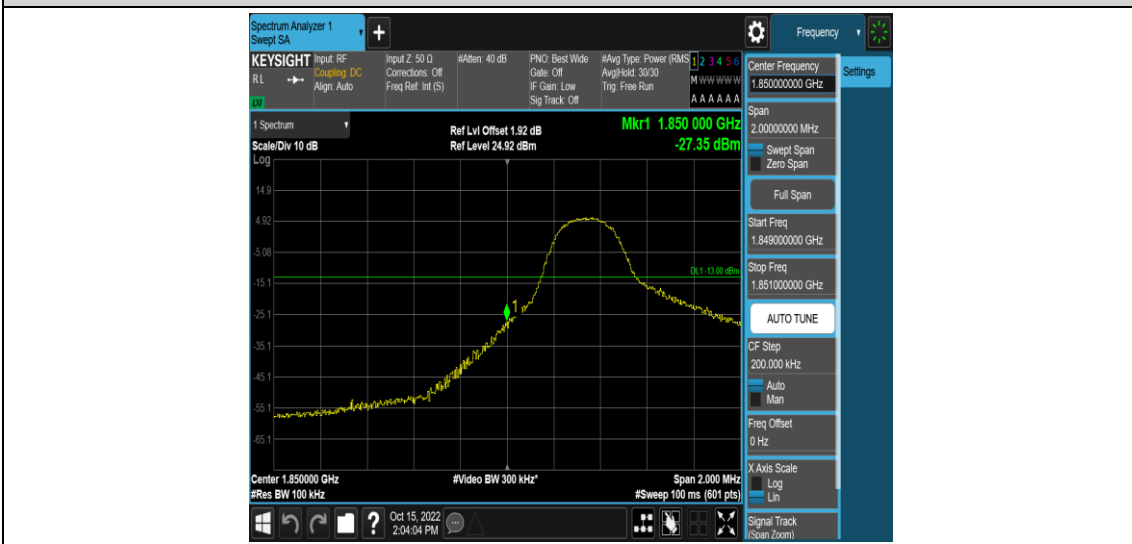 Spectrum Analyzer 1
Swept SA
Frequency
KEYSIGHT
RL
LW
Input: RF
Coupling: DC
Align: Auto
Input Z: 50 Ω
Corrections: Off
Freq Ref: Int (S)
#Atten: 40 dB
PNO: Best Wide
Gate: Off
IF Gain: Low
Sig Track: Off
#Avg Type: Power (RMS
Avg|Hold: 30/30
Trig: Free Run
1 2 3 4 5 6
M W W W W W
A A A A A A
1 Spectrum
Scale/Div 10 dB
Log
Ref Lvl Offset 1.92 dB
Ref Level 24.92 dBm
Mkr1 1.850 000 GHz
-27.35 dBm
14.9
4.92
-5.08
-15.1
-25.1
-35.1
-45.1
-55.1
-65.1
DL1 -13.00 dBm
1
Center 1.850000 GHz
#Res BW 100 kHz
#Video BW 300 kHz*
Span 2.000 MHz
#Sweep 100 ms (601 pts)
Center Frequency
1.850000000 GHz
Settings
Span
2.00000000 MHz
Swept Span
Zero Span
Full Span
Start Freq
1.849000000 GHz
Stop Freq
1.851000000 GHz
AUTO TUNE
CF Step
200.000 kHz
Auto
Man
Freq Offset
0 Hz
X Axis Scale
Log
Lin
Signal Track
(Span Zoom)
?
Oct 15, 2022
2:04:04 PM